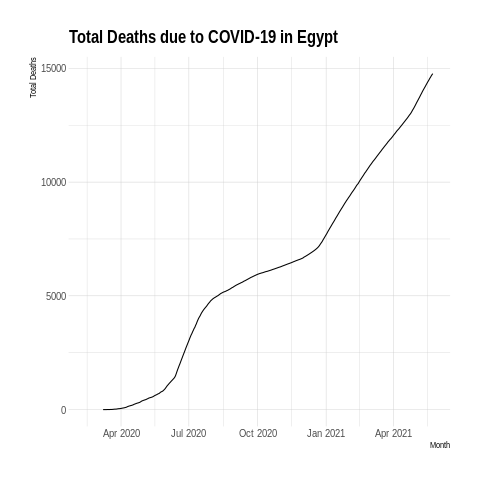 Total Deaths due to COVID-19 in Egypt
Total Deaths
15000
10000
5000
0
Apr 2020 Jul 2020 Oct 2020 Jan 2021 Apr 2021
Month